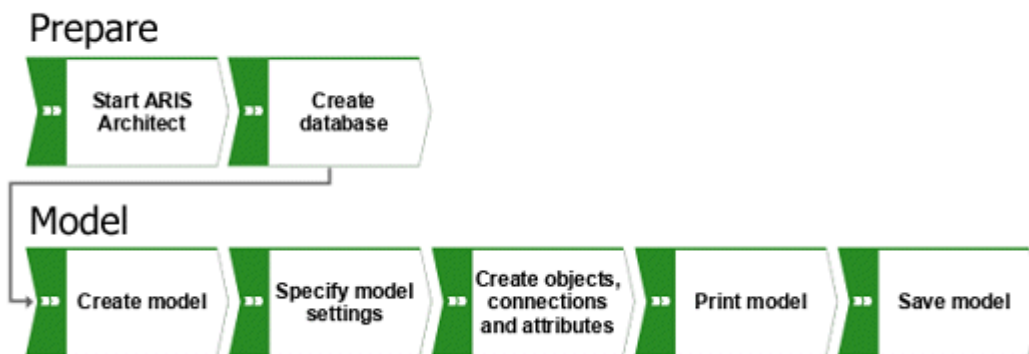 Prepare
Start ARIS
Architect
Create
database
Model
Create model
Specify model
settings
Create objects,
connections
and attributes
Print model
Save model